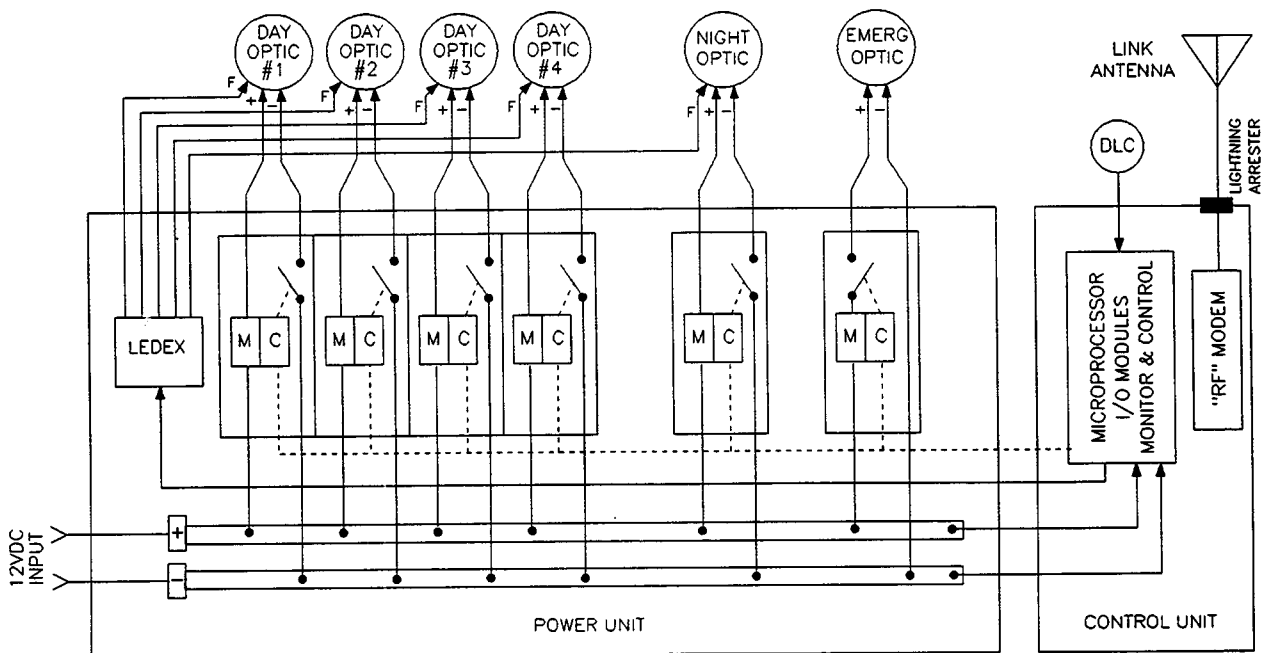 DAY
OPTIC
#1
DAY
OPTIC
#2
DAY
OPTIC
#3
DAY
OPTIC
#4
NIGHT
OPTIC
EMERG
OPTIC
LINK
ANTENNA
F
+
-
F
+
-
F
+
-
F
+
-
F
+
-
+
-
DLC
LIGHTNING
ARRESTER
LEDEX
M C
M C
M C
M C
M C
M C
MICROPROCESSOR
I/O MODULES
MONITOR & CONTROL
"RF" MODEM
12VDC
INPUT
+
-
POWER UNIT
CONTROL UNIT